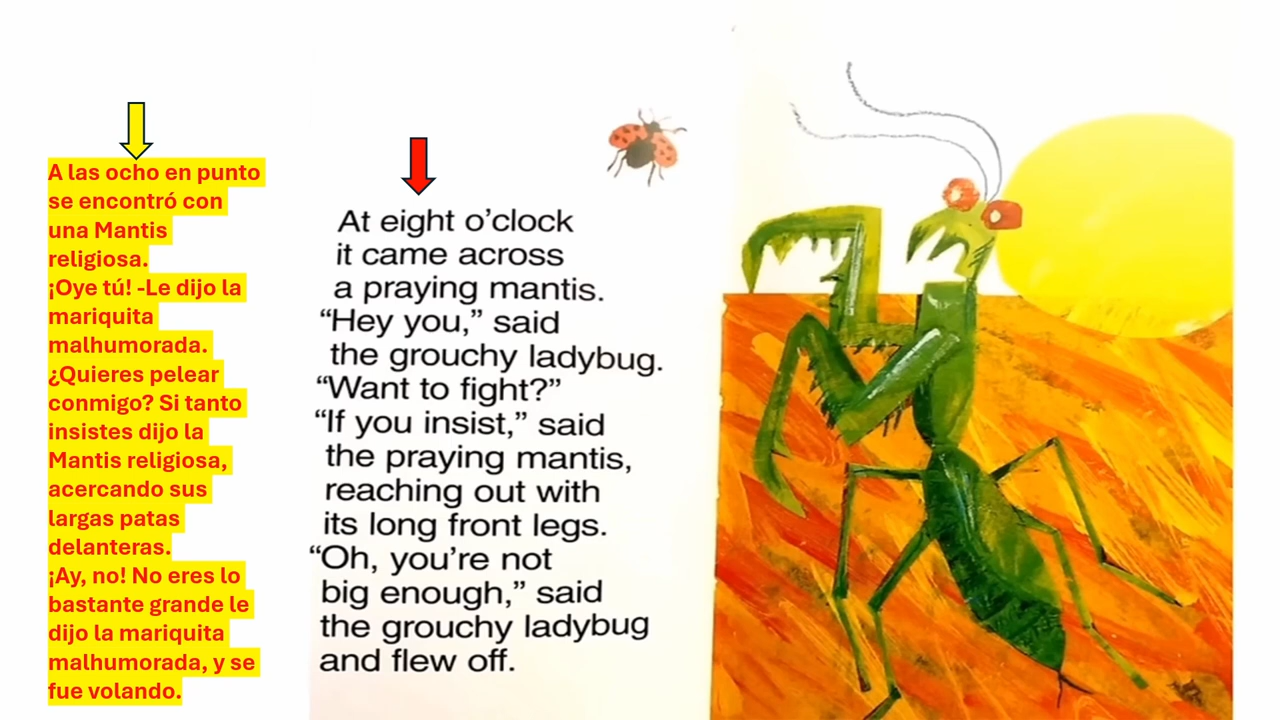 A las ocho en punto
se encontró con
una Mantis
religiosa.
¡Oye tú! -Le dijo la
mariquita
malhumorada.
¿Quieres pelear
conmigo? Si tanto
insistes dijo la
Mantis religiosa,
acercando sus
largas patas
delanteras.
¡Ay, no! No eres lo
bastante grande le
dijo la mariquita
malhumorada, y se
fue volando.
At eight o’clock
it came across
a praying mantis.
“Hey you,” said
the grouchy ladybug.
“Want to fight?”
“If you insist,” said
the praying mantis,
reaching out with
its long front legs.
“Oh, you’re not
big enough,” said
the grouchy ladybug
and flew off.